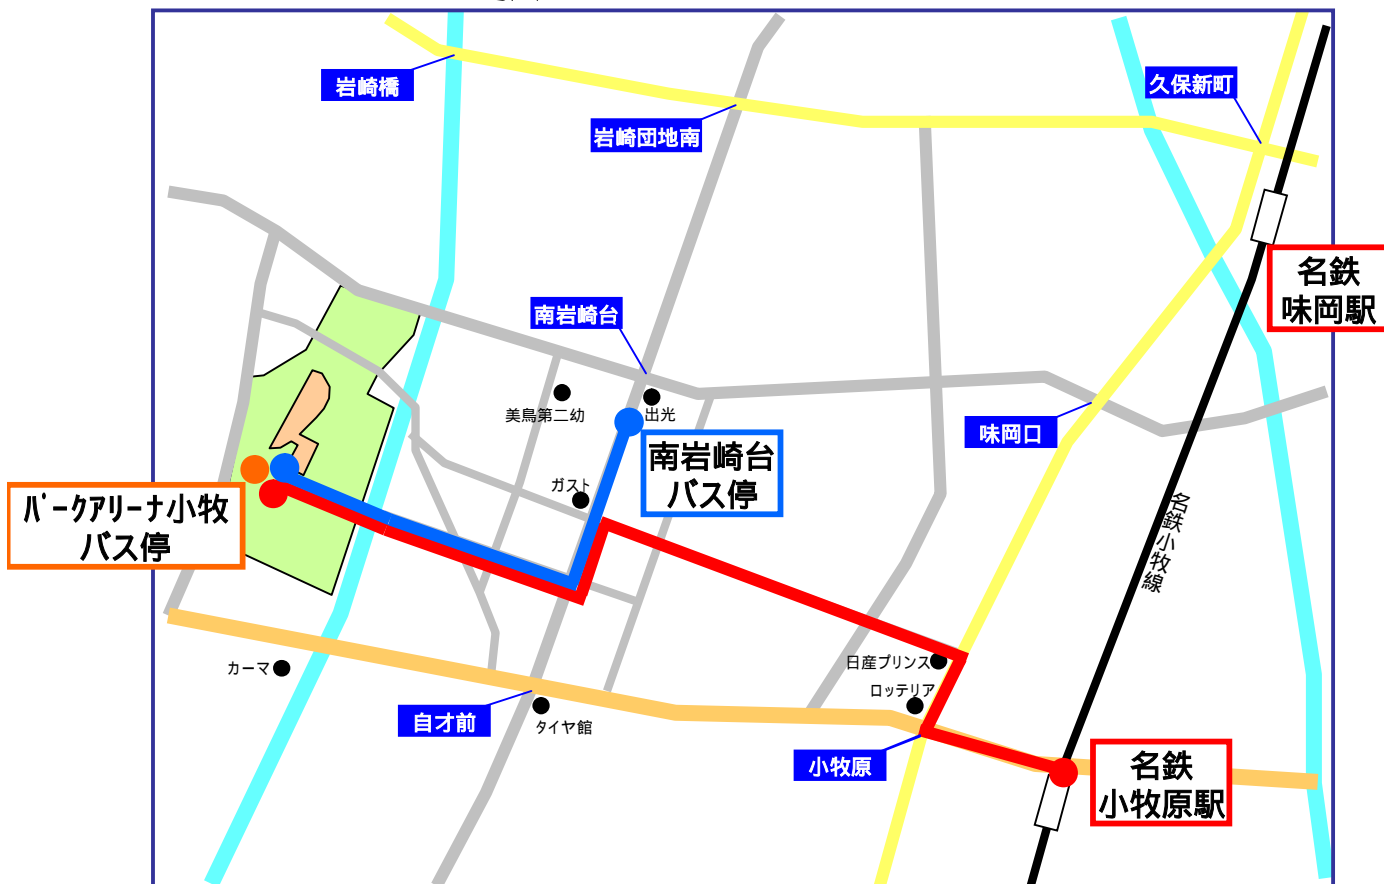 岩崎橋
久保新町
岩崎団地南
名鉄
味岡駅
南岩崎台
美鳥第二幼
出光
味岡口
南岩崎台
バス停
ガスト
パークアリーナ小牧
バス停
名鉄小牧線
カーマ
日産プリンス
ロッテリア
自才前
タイヤ館
小牧原
名鉄
小牧原駅